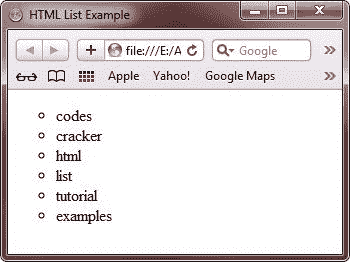 HTML List Example
file:///E:/A
Google
Apple Yahoo! Google Maps
codes
cracker
html
list
tutorial
examples